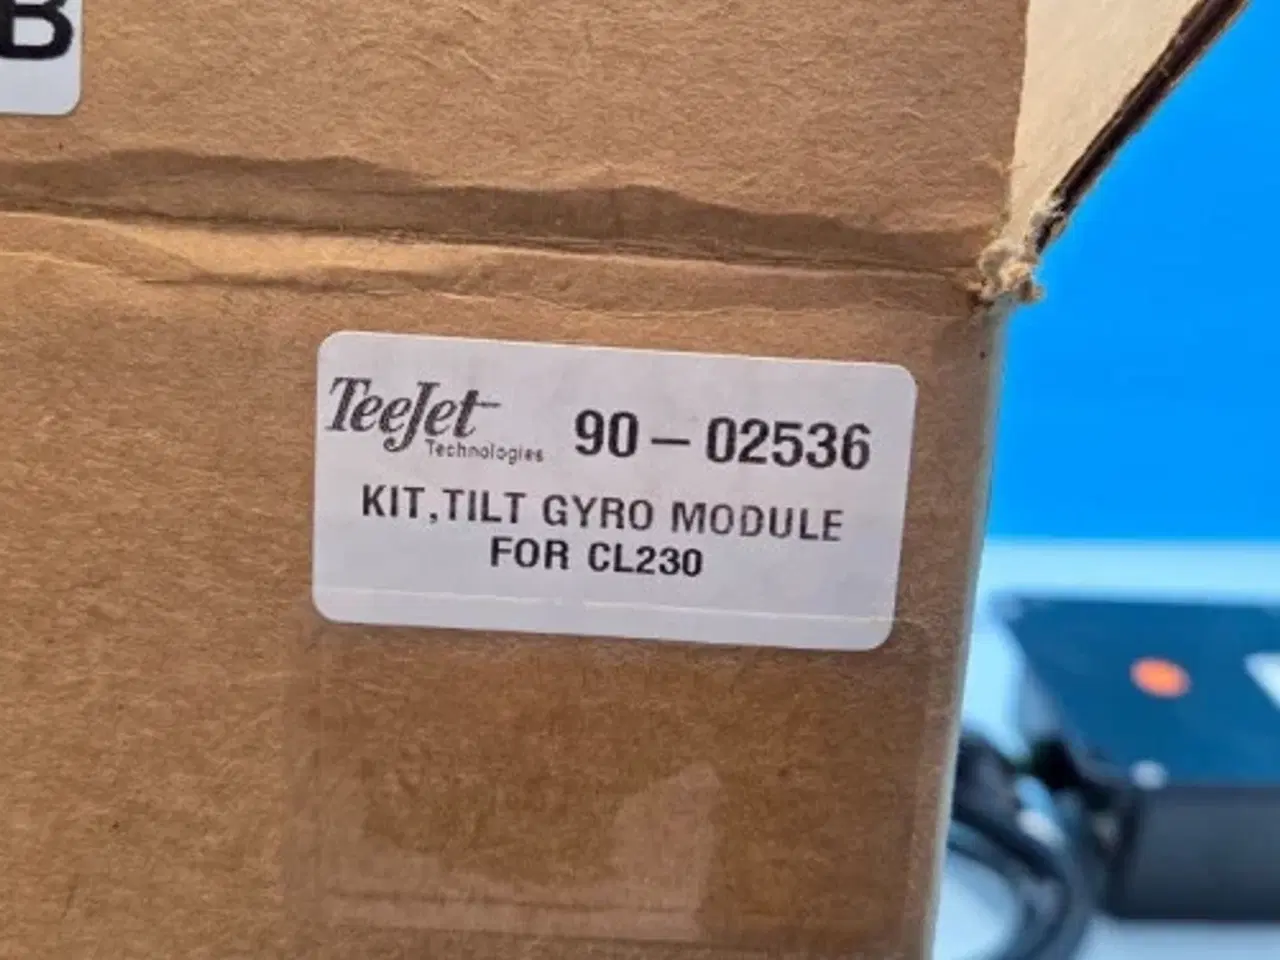 B
TeeJet
Technologies
90-02536
KIT,TILT GYRO MODULE
FOR CL230